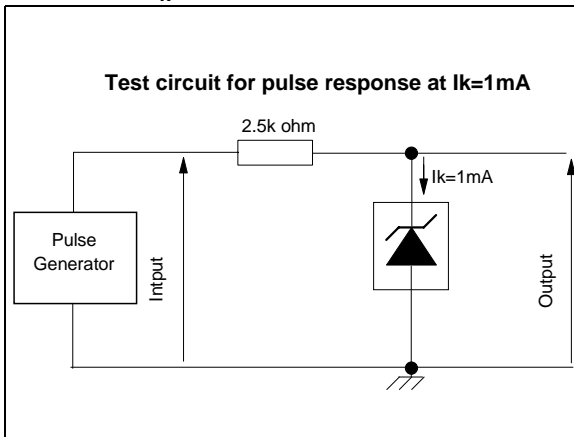 Test circuit for pulse response at Ik=1mA
2.5k ohm
Ik=1mA
Pulse
Generator
Intput
Output